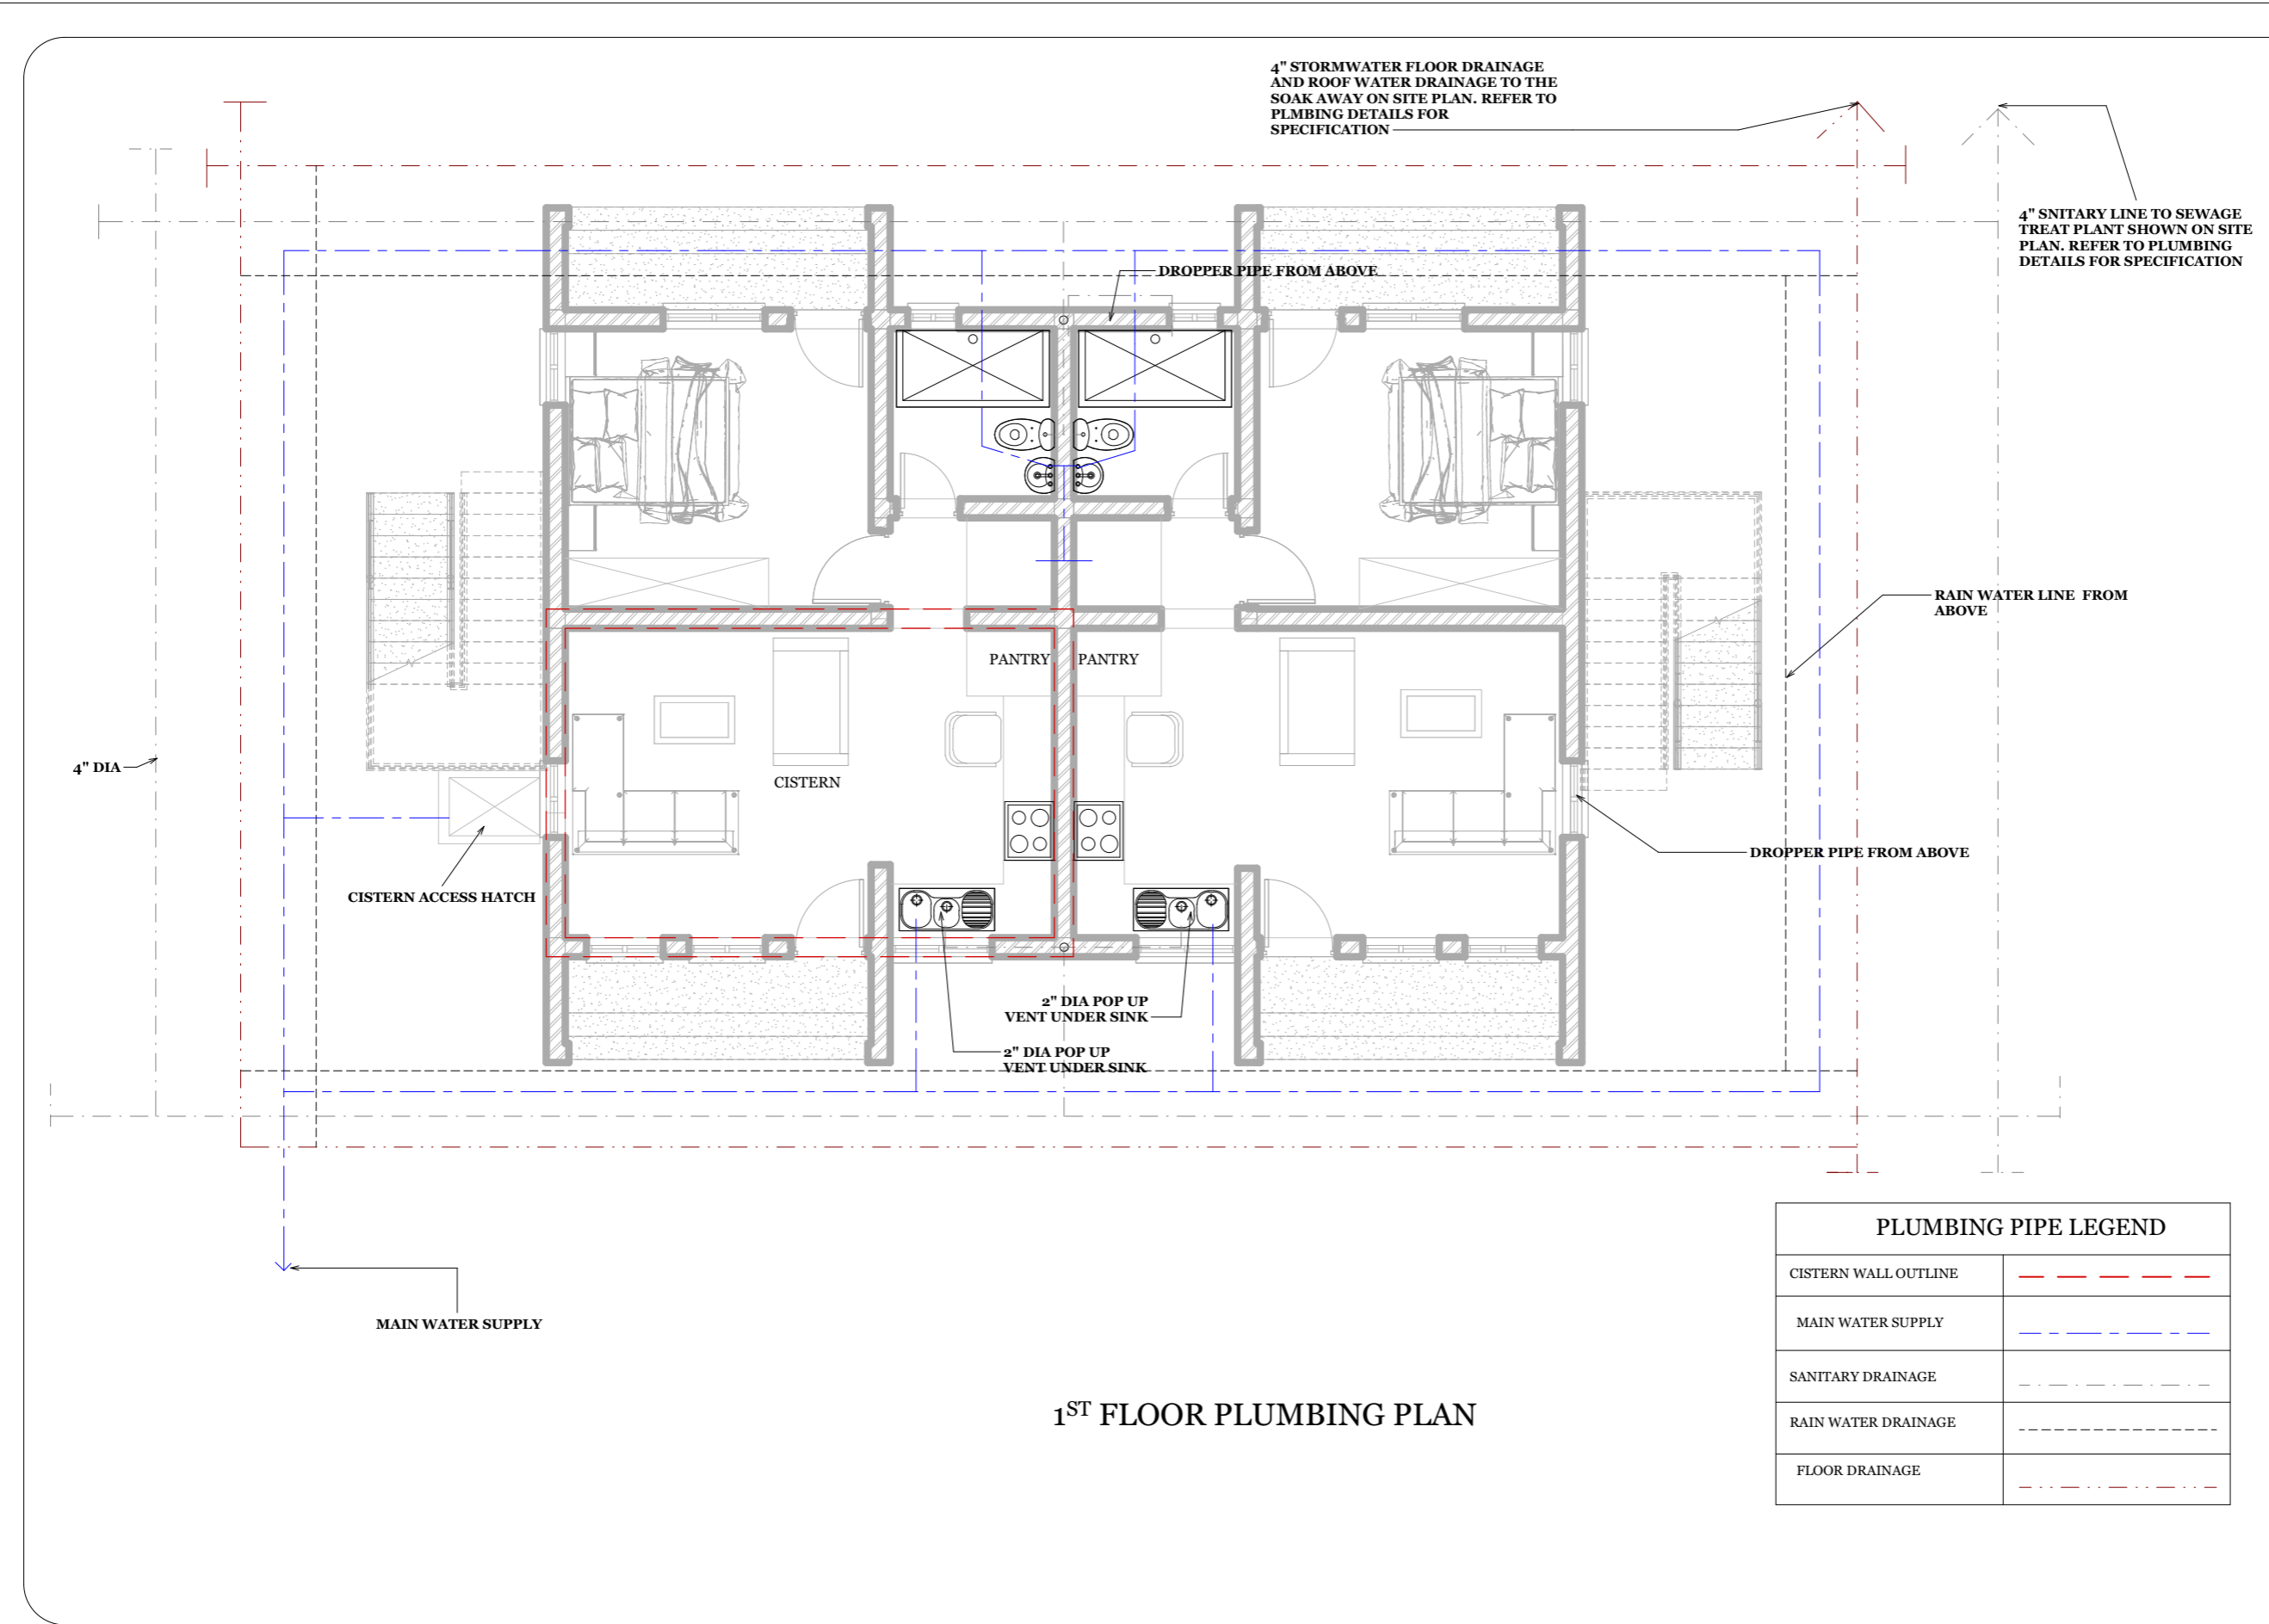 4" STORMWATER FLOOR DRAINAGE
AND ROOF WATER DRAINAGE TO THE
SOAK AWAY ON SITE PLAN. REFER TO
PLMBING DETAILS FOR
SPECIFICATION
4" SNITARY LINE TO SEWAGE
TREAT PLANT SHOWN ON SITE
PLAN. REFER TO PLUMBING
DETAILS FOR SPECIFICATION
DROPPER PIPE FROM ABOVE
RAIN WATER LINE FROM
ABOVE
PANTRY
PANTRY
4" DIA
CISTERN
DROPPER PIPE FROM ABOVE
CISTERN ACCESS HATCH
2" DIA POP UP
VENT UNDER SINK
2" DIA POP UP
VENT UNDER SINK
MAIN WATER SUPPLY
PLUMBING PIPE LEGEND
CISTERN WALL OUTLINE
MAIN WATER SUPPLY
SANITARY DRAINAGE
RAIN WATER DRAINAGE
FLOOR DRAINAGE
1ST FLOOR PLUMBING PLAN